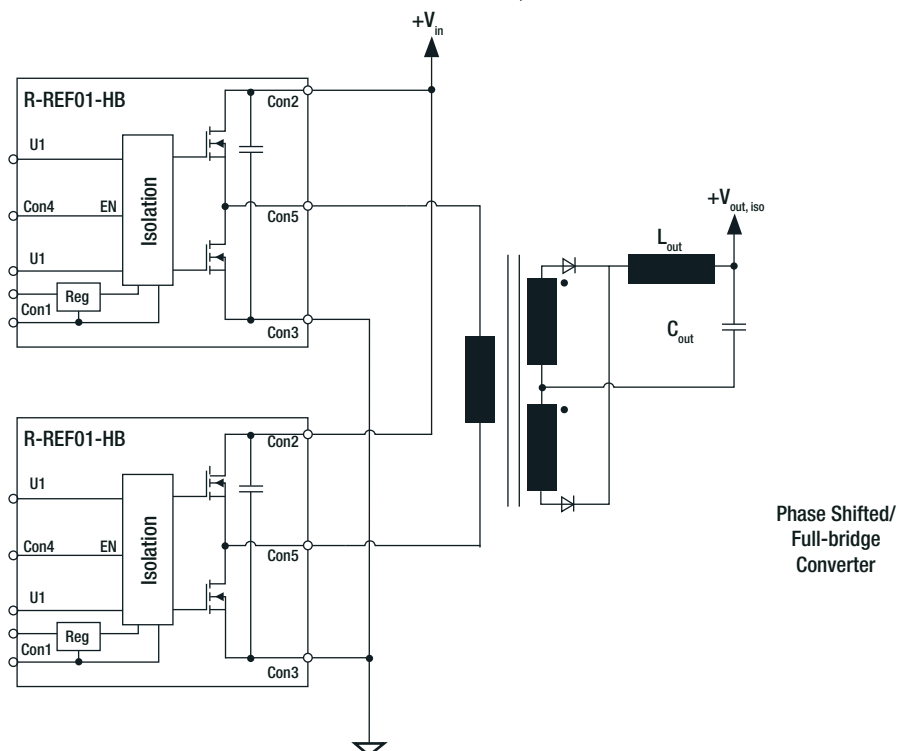 +Vin
R-REF01-HB
Con2
U1
Con4 EN
Isolation
Con5
U1
Reg
Con1
Con3
+Vout, iso
Lout
Cout
R-REF01-HB
Con2
U1
Con4 EN
Isolation
Con5
U1
Reg
Con1
Con3
Phase Shifted/
Full-bridge
Converter